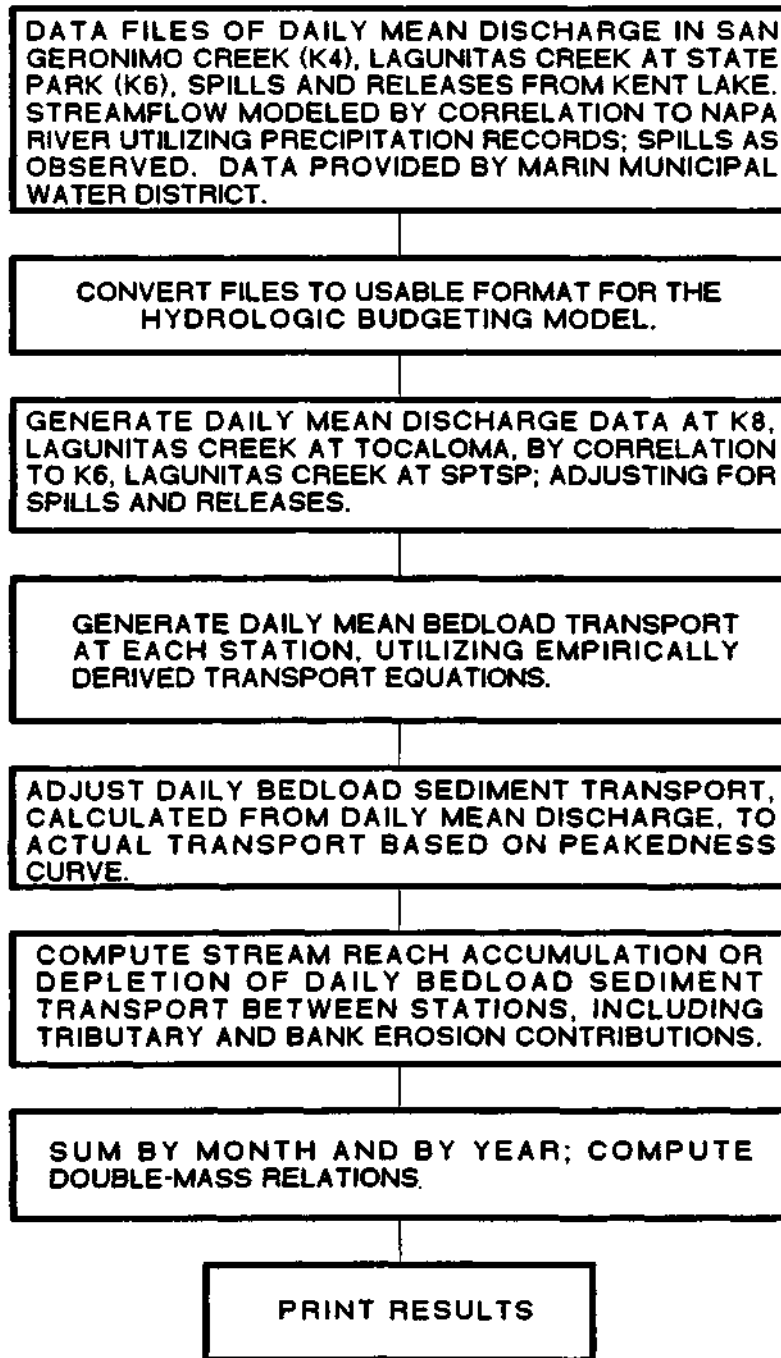 DATA FILES OF DAILY MEAN DISCHARGE IN SAN
GERONIMO CREEK (K4), LAGUNITAS CREEK AT STATE
PARK (K6), SPILLS AND RELEASES FROM KENT LAKE.
STREAMFLOW MODELED BY CORRELATION TO NAPA
RIVER UTILIZING PRECIPITATION RECORDS; SPILLS AS
OBSERVED. DATA PROVIDED BY MARIN MUNICIPAL
WATER DISTRICT.
CONVERT FILES TO USABLE FORMAT FOR THE
HYDROLOGIC BUDGETING MODEL.
GENERATE DAILY MEAN DISCHARGE DATA AT K8,
LAGUNITAS CREEK AT TOCALOMA, BY CORRELATION
TO K6, LAGUNITAS CREEK AT SPTSP; ADJUSTING FOR
SPILLS AND RELEASES.
GENERATE DAILY MEAN BEDLOAD TRANSPORT
AT EACH STATION, UTILIZING EMPIRICALLY
DERIVED TRANSPORT EQUATIONS.
ADJUST DAILY BEDLOAD SEDIMENT TRANSPORT,
CALCULATED FROM DAILY MEAN DISCHARGE, TO
ACTUAL TRANSPORT BASED ON PEAKEDNESS
CURVE.
COMPUTE STREAM REACH ACCUMULATION OR
DEPLETION OF DAILY BEDLOAD SEDIMENT
TRANSPORT BETWEEN STATIONS, INCLUDING
TRIBUTARY AND BANK EROSION CONTRIBUTIONS.
SUM BY MONTH AND BY YEAR; COMPUTE
DOUBLE-MASS RELATIONS.
PRINT RESULTS